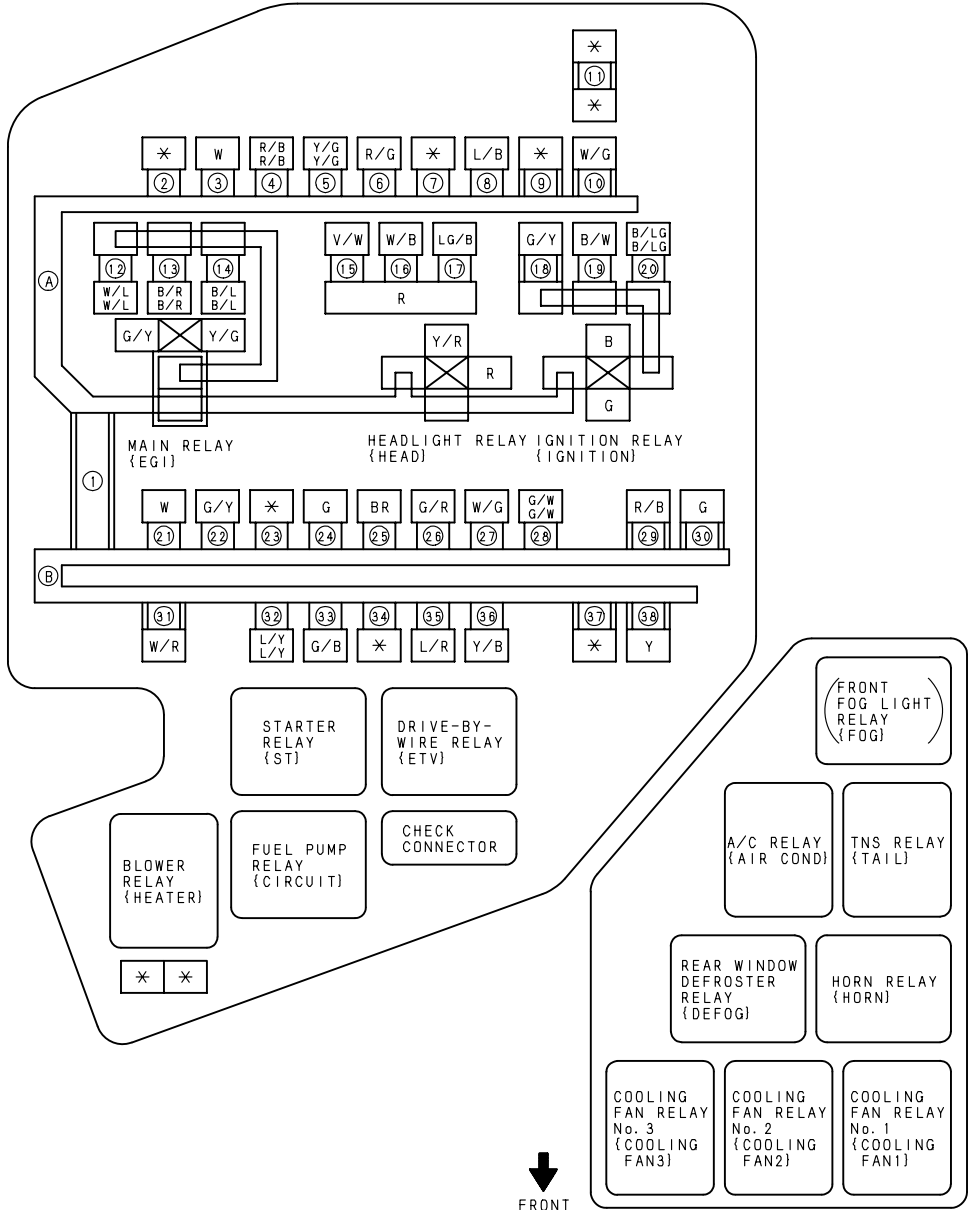 *
11
*
* W R/B Y/G R/G * L/B * W/G
R/B Y/G
2 3 4 5 6 7 8 9 10
V/W W/B LG/B G/Y B/W B/LG
B/LG
A 12 13 14 15 16 17 18 19 20
W/L B/R B/L R
W/L B/R B/L
G/Y Y/G Y/R B
R
G
MAIN RELAY
{EGI}
HEADLIGHT RELAY
{HEAD}
IGNITION RELAY
{IGNITION}
1
W G/Y * G BR G/R W/G G/W R/B G
G/W
21 22 23 24 25 26 27 28 29 30
B
31 32 33 34 35 36 37 38
W/R L/Y G/B * L/R Y/B * Y
L/Y
STARTER
RELAY
{ST}
DRIVE-BY-
WIRE RELAY
{ETV}
BLOWER
RELAY
{HEATER}
FUEL PUMP
RELAY
{CIRCUIT}
CHECK
CONNECTOR
* *
(FRONT
FOG LIGHT
RELAY
{FOG})
A/C RELAY
{AIR COND}
TNS RELAY
{TAIL}
REAR WINDOW
DEFROSTER
RELAY
{DEFOG}
HORN RELAY
{HORN}
COOLING
FAN RELAY
No. 3
{COOLING
FAN3}
COOLING
FAN RELAY
No. 2
{COOLING
FAN2}
COOLING
FAN RELAY
No. 1
{COOLING
FAN1}
FRONT